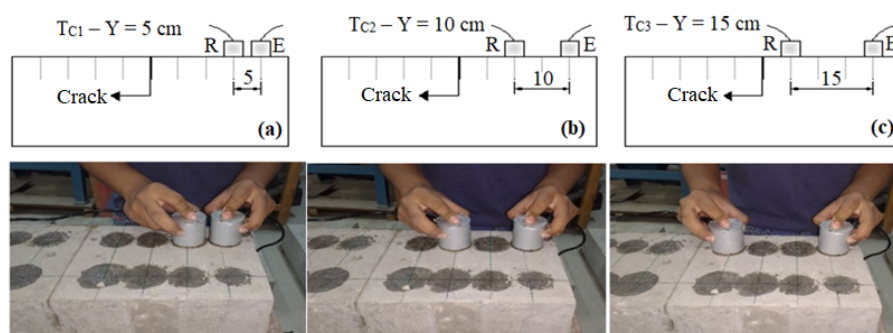 TC1 – Y = 5 cm
R
E
5
Crack
(a)
TC2 – Y = 10 cm
R
E
10
Crack
(b)
TC3 – Y = 15 cm
R
E
15
Crack
(c)